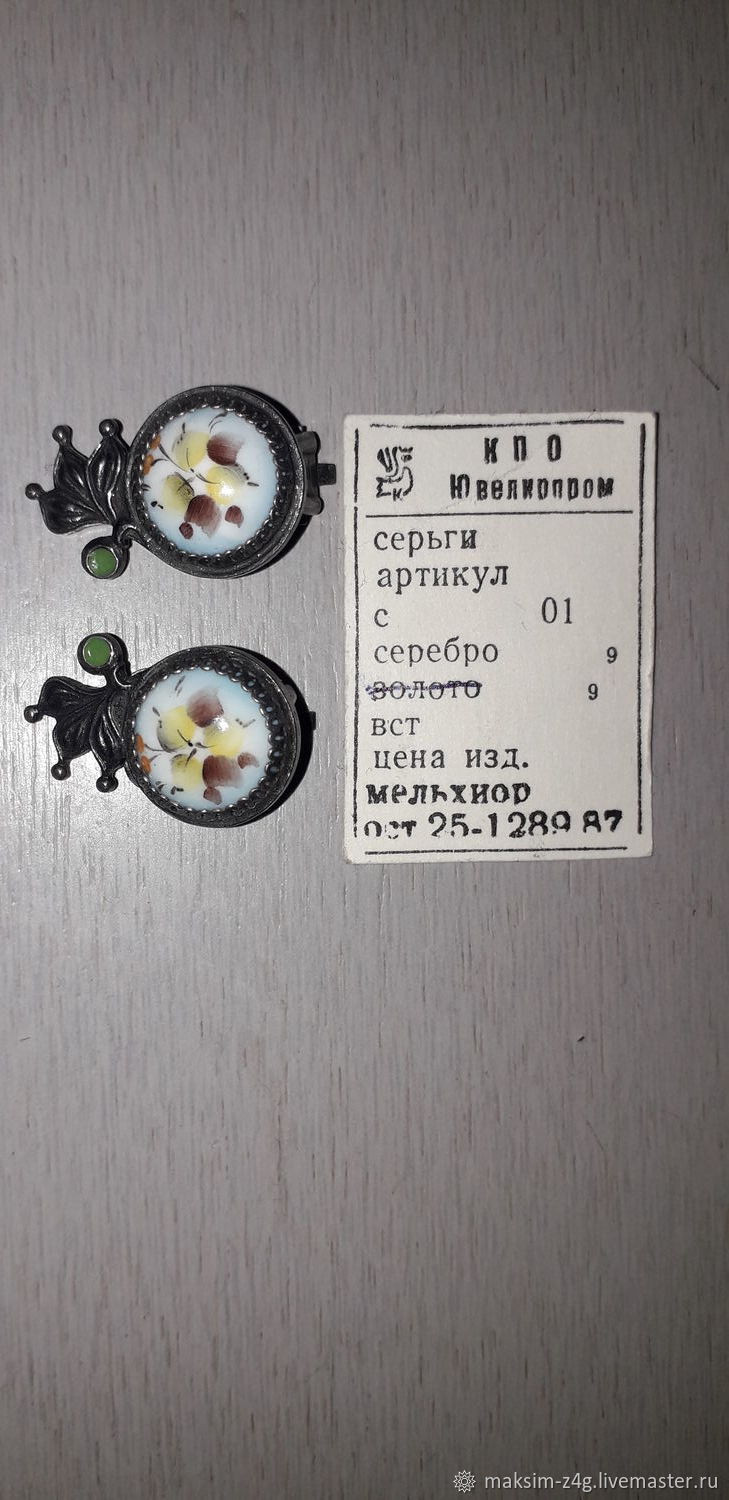 К П О
Ювелирпром
серьги
артикул
с 01
серебро 9
золото 9
вст
цена изд.
мельхиор
ост 25-1289 87
maksim-z4g.livemaster.ru